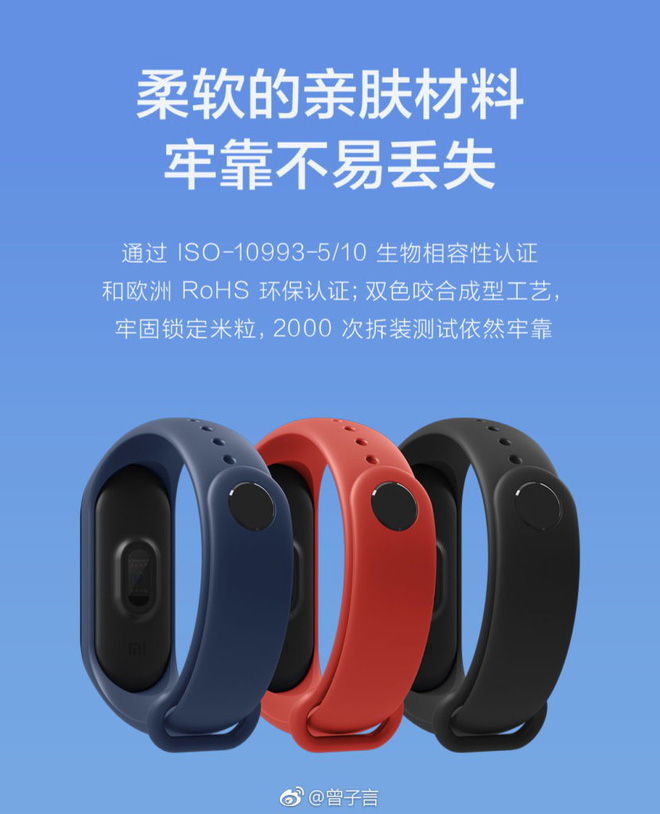 柔软的亲肤材料
牢靠不易丢失
通过 ISO-10993-5/10 生物相容性认证
和欧洲 RoHS 环保认证；双色咬合成型工艺，
牢固锁定米粒，2000 次拆装测试依然牢靠
MI
@曾子言